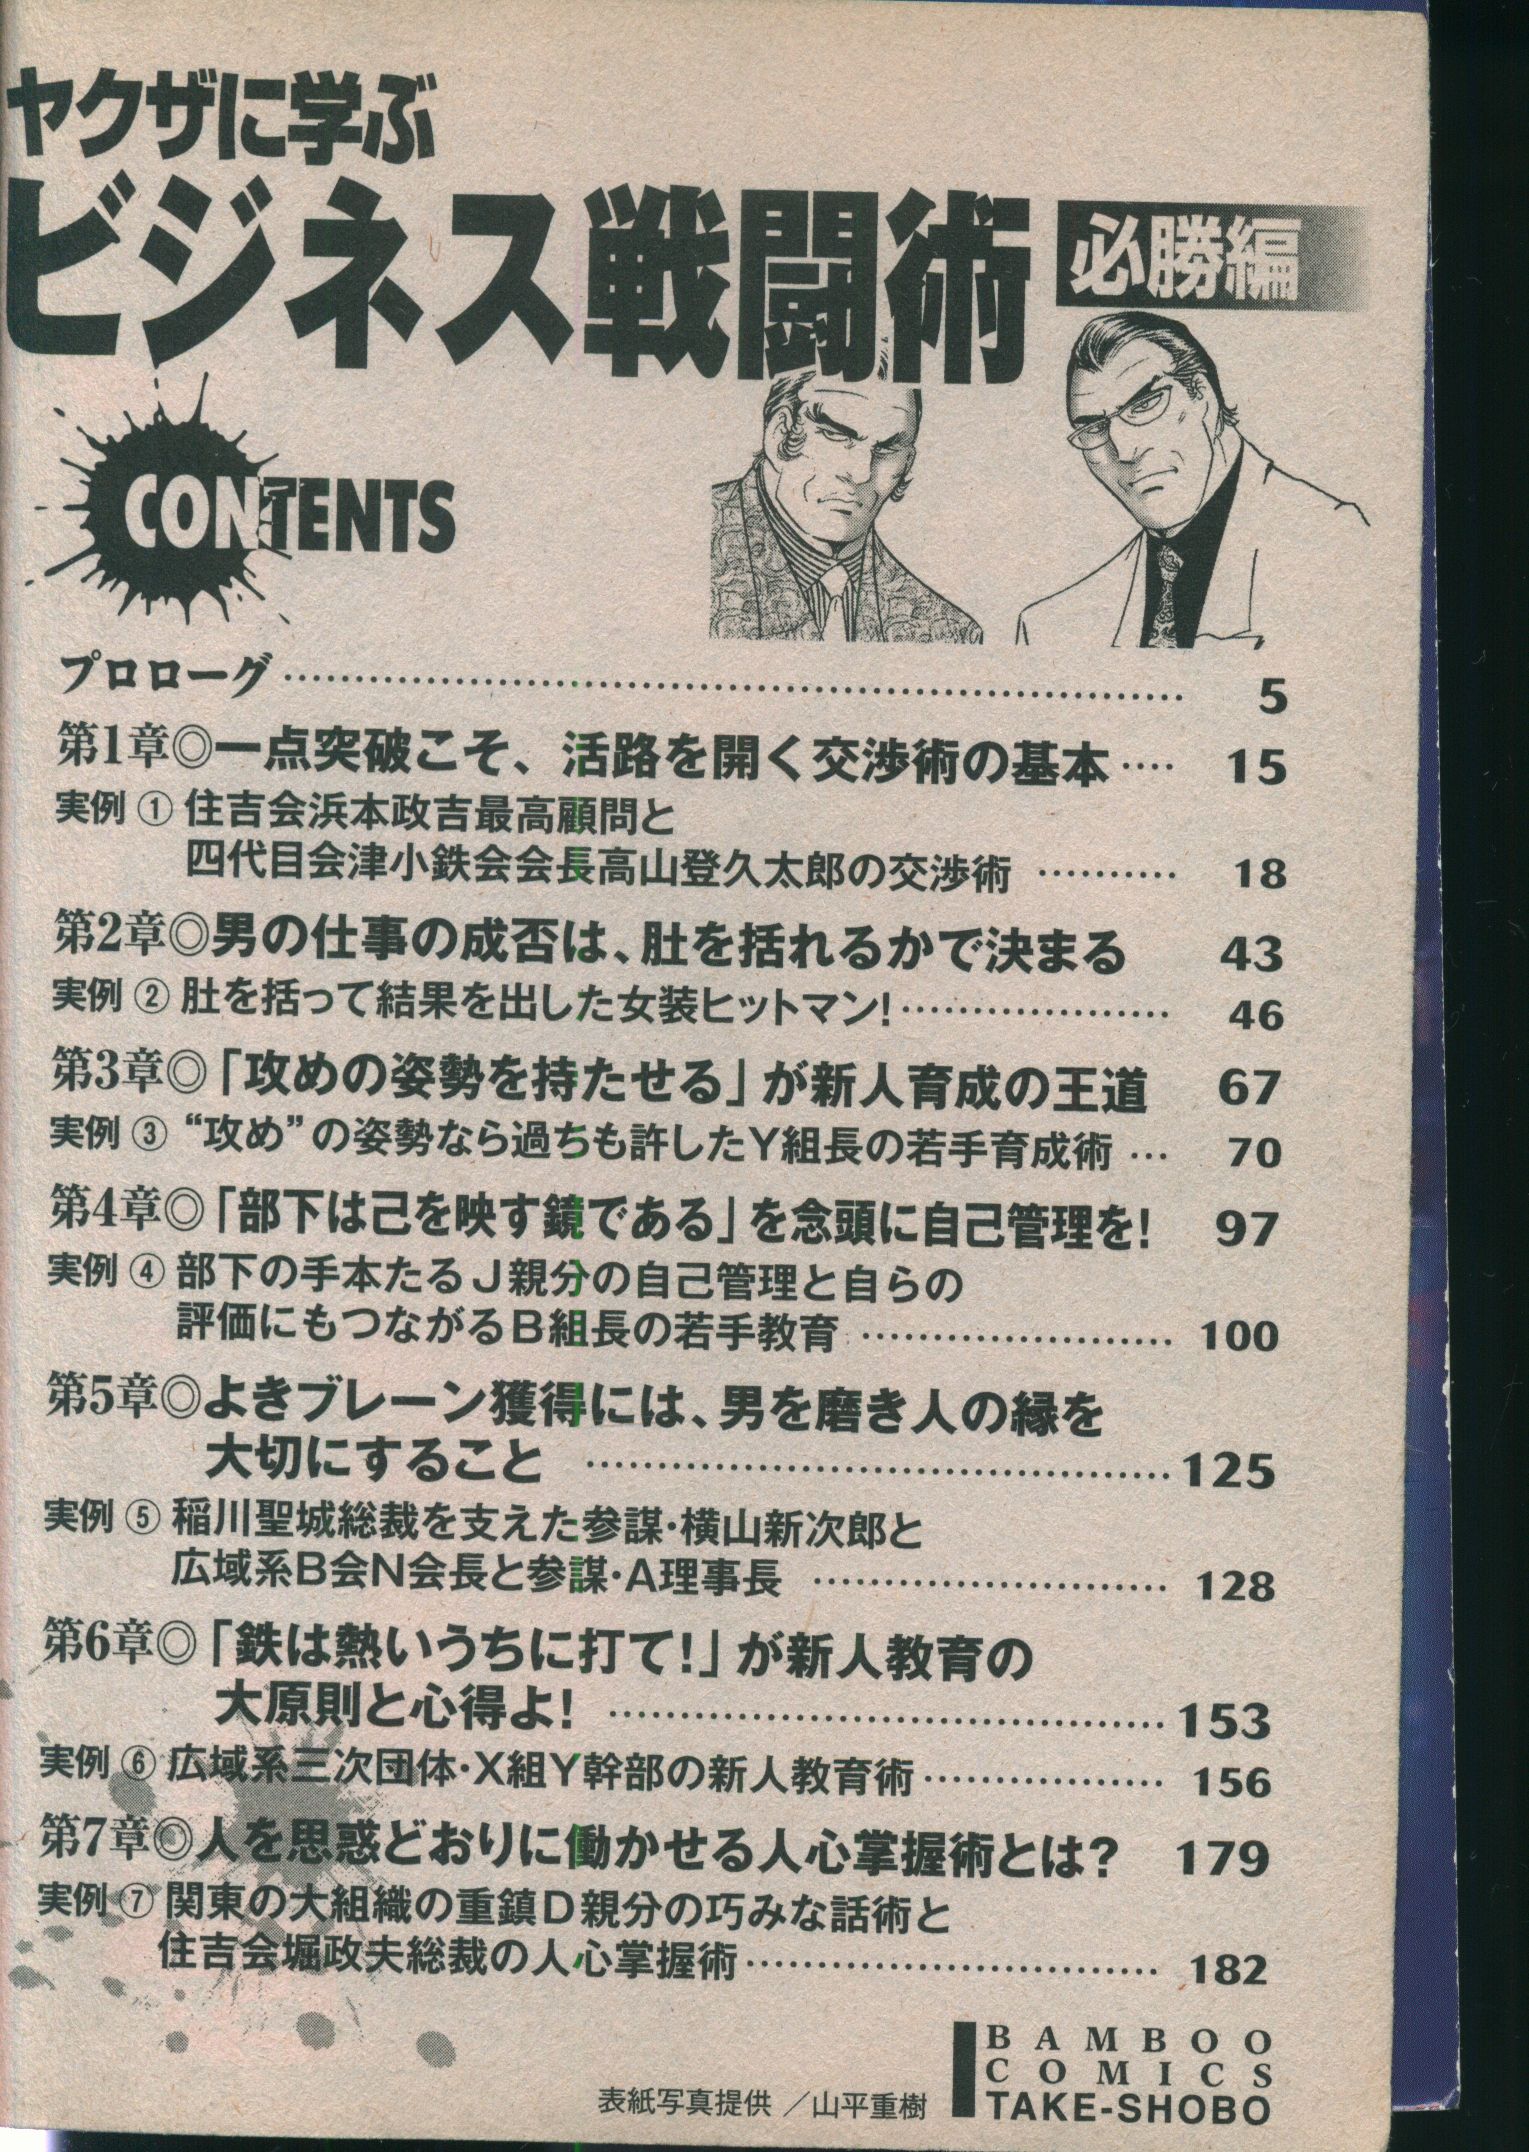 ヤクザに学ぶ
ビジネス戦闘術 必勝編
CONTENTS
プロローグ…………………………………………………… 5
第1章◎一点突破こそ、活路を開く交渉術の基本‥‥ 15
実例 ① 住吉会浜本政吉最高顧問と
四代目会津小鉄会会長高山登久太郎の交渉術 ………… 18
第2章◎男の仕事の成否は、肚を括れるかで決まる 43
実例 ② 肚を括って結果を出した女装ヒットマン!………………… 46
第3章◎「攻めの姿勢を持たせる」が新人育成の王道 67
実例 ③ “攻め”の姿勢なら過ちも許したY組長の若手育成術 … 70
第4章◎「部下は己を映す鏡である」を念頭に自己管理を! 97
実例 ④ 部下の手本たるJ親分の自己管理と自らの
評価にもつながるB組長の若手教育 …………………… 100
第5章◎よきブレーン獲得には、男を磨き人の縁を
大切にすること ……………………………………… 125
実例 ⑤ 稲川聖城総裁を支えた参謀・横山新次郎と
広域系B会N会長と参謀・A理事長 ……………………… 128
第6章◎「鉄は熱いうちに打て!」が新人教育の
大原則と心得よ! …………………………………… 153
実例 ⑥ 広域系三次団体・X組Y幹部の新人教育術……………… 156
第7章◎人を思惑どおりに働かせる人心掌握術とは? 179
実例 ⑦ 関東の大組織の重鎮D親分の巧みな話術と
住吉会堀政夫総裁の人心掌握術………………………… 182
表紙写真提供 ／山平重樹
BAMBOO
COMICS
TAKE-SHOBO